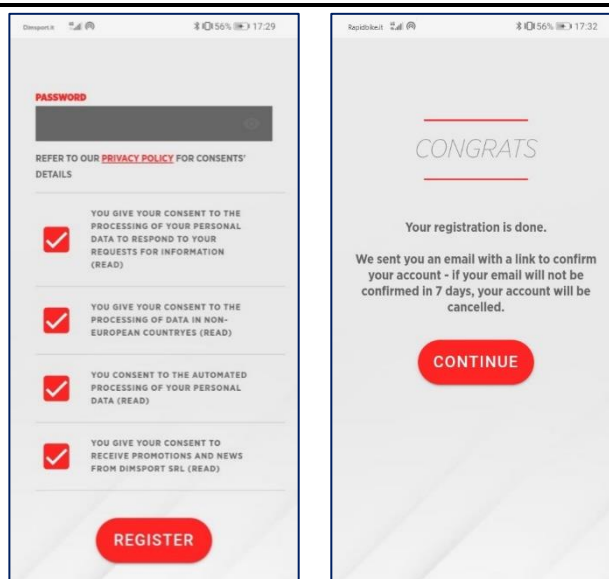 Dimsport.it
56% 17:29
PASSWORD
REFER TO OUR PRIVACY POLICY FOR CONSENTS'
DETAILS
YOU GIVE YOUR CONSENT TO THE
PROCESSING OF YOUR PERSONAL
DATA TO RESPOND TO YOUR
REQUESTS FOR INFORMATION
(READ)
YOU GIVE YOUR CONSENT TO THE
PROCESSING OF DATA IN NON-
EUROPEAN COUNTRYES (READ)
YOU CONSENT TO THE AUTOMATED
PROCESSING OF YOUR PERSONAL
DATA (READ)
YOU GIVE YOUR CONSENT TO
RECEIVE PROMOTIONS AND NEWS
FROM DIMSPORT SRL (READ)
REGISTER
Rapidbike.it
56% 17:32
CONGRATS
Your registration is done.
We sent you an email with a link to confirm
your account - if your email will not be
confirmed in 7 days, your account will be
cancelled.
CONTINUE